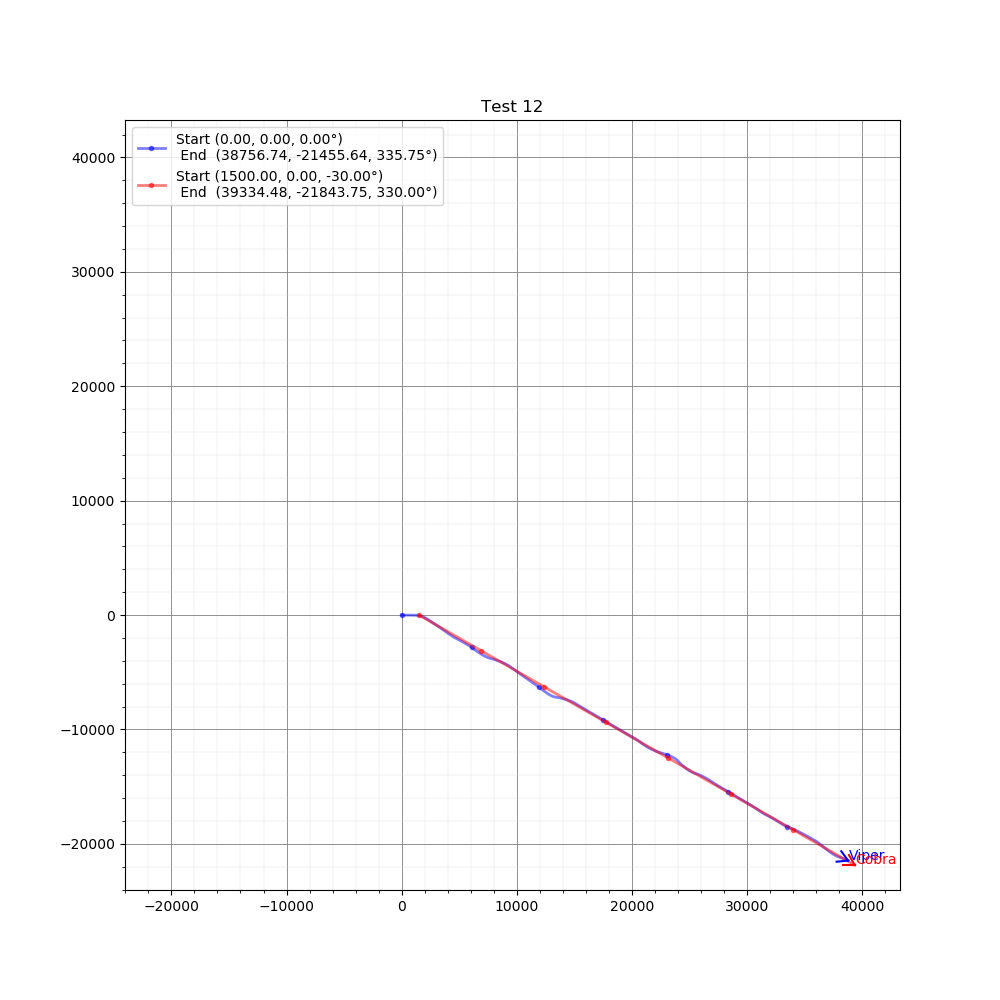 Test 12
Start (0.00, 0.00, 0.00°)
End (38756.74, -21455.64, 335.75°)
Start (1500.00, 0.00, -30.00°)
End (39334.48, -21843.75, 330.00°)
40000
30000
20000
10000
0
−10000
−20000
Viper
Cobra
−20000 −10000 0 10000 20000 30000 40000